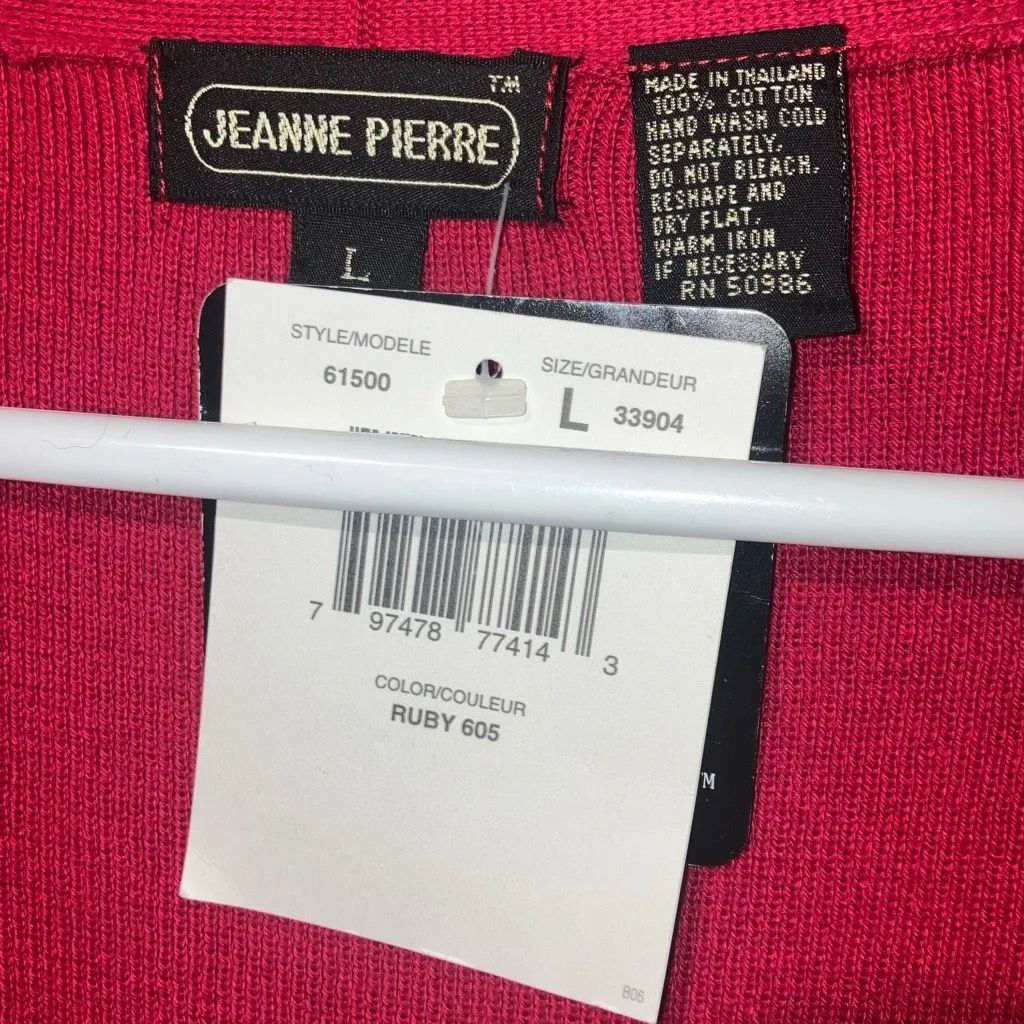 JEANNE PIERRE
TM
L
MADE IN THAILAND
100% COTTON
HAND WASH COLD
SEPARATELY.
DO NOT BLEACH.
RESHAPE AND
DRY FLAT.
WARM IRON
IF NECESSARY
RN 50986
STYLE/MODELE
61500
SIZE/GRANDEUR
L 33904
7 97478 77414 3
COLOR/COULEUR
RUBY 605
TM
B06